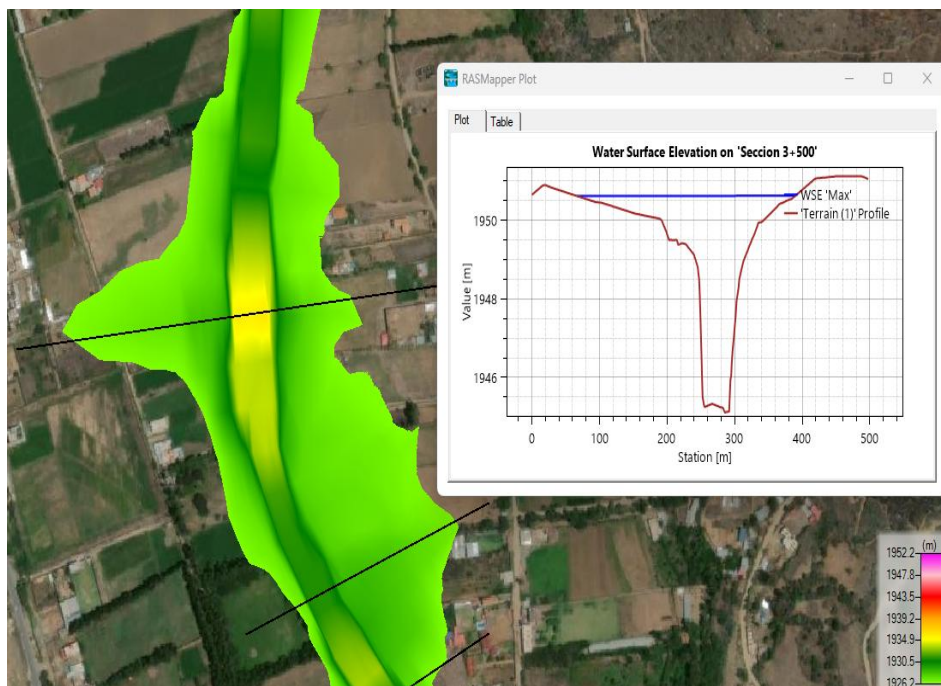 RASMapper Plot
Plot
Table
Water Surface Elevation on 'Seccion 3+500'
WSE 'Max'
'Terrain (1)' Profile
Value [m]
1950
1948
1946
0 100 200 300 400 500
Station [m]
(m)
1952.2
1947.8
1943.5
1939.2
1934.9
1930.5
1926.2